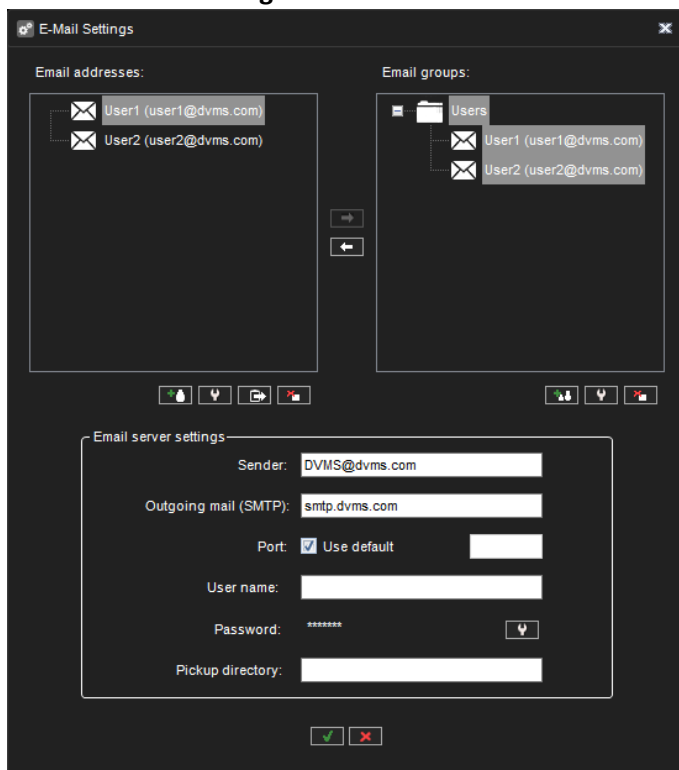 E-Mail Settings
Email addresses:
Email groups:
User1 (user1@dvms.com)
User2 (user2@dvms.com)
Users
User1 (user1@dvms.com)
User2 (user2@dvms.com)
Email server settings
Sender: DVMS@dvms.com
Outgoing mail (SMTP): smtp.dvms.com
Port: Use default
User name:
Password: *******
Pickup directory: